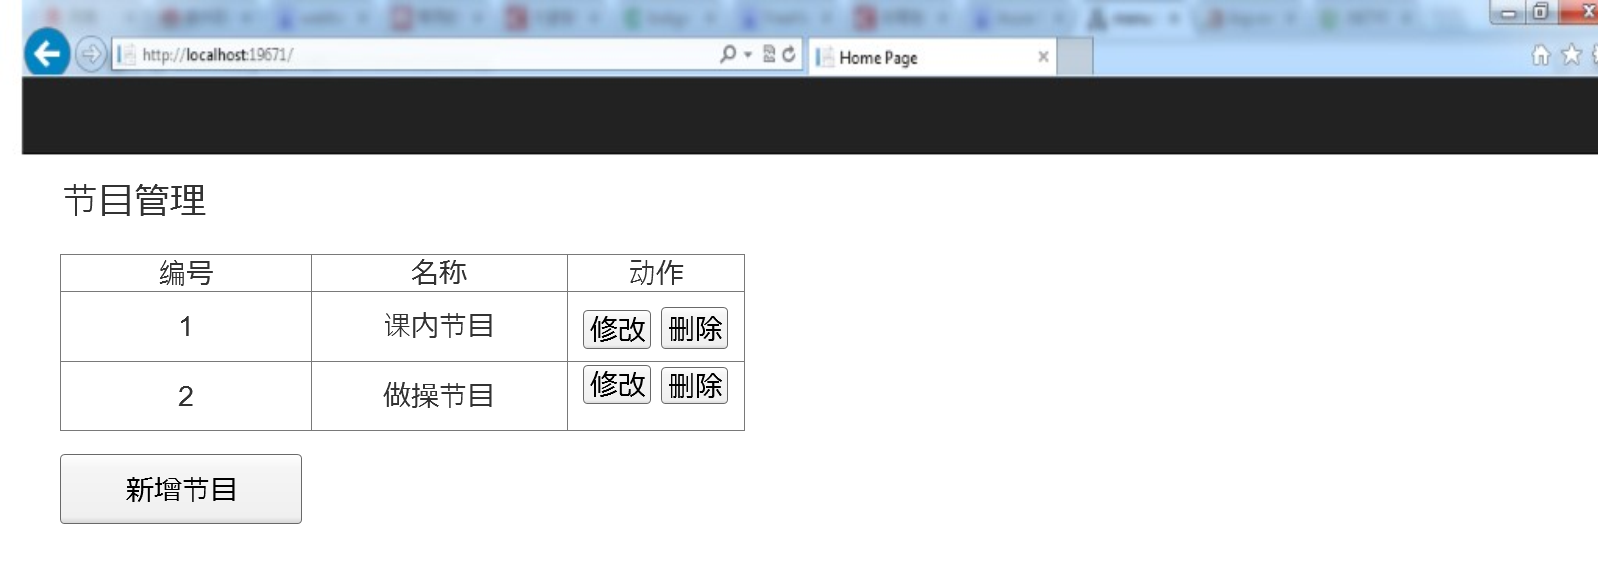 http://localhost:19671/
Home Page
节目管理
编号 名称 动作
1 课内节目 修改 删除
2 做操节目 修改 删除
新增节目